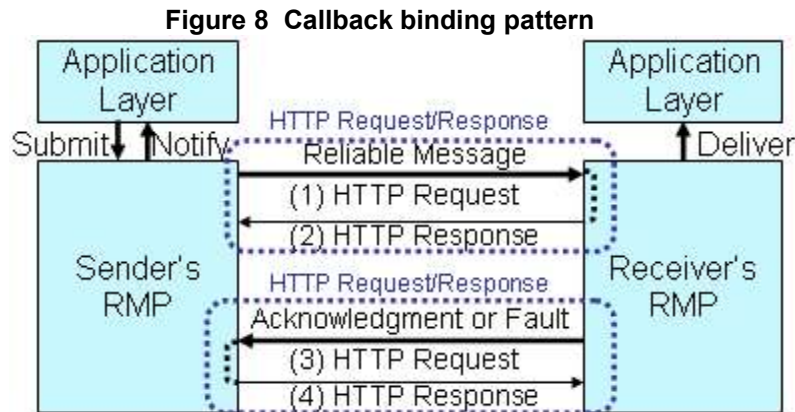 Figure 8 Callback binding pattern
Application Layer
Application Layer
Submit
Notify
HTTP Request/Response
Reliable Message
Deliver
(1) HTTP Request
(2) HTTP Response
Sender's RMP
HTTP Request/Response
Receiver's RMP
Acknowledgment or Fault
(3) HTTP Request
(4) HTTP Response